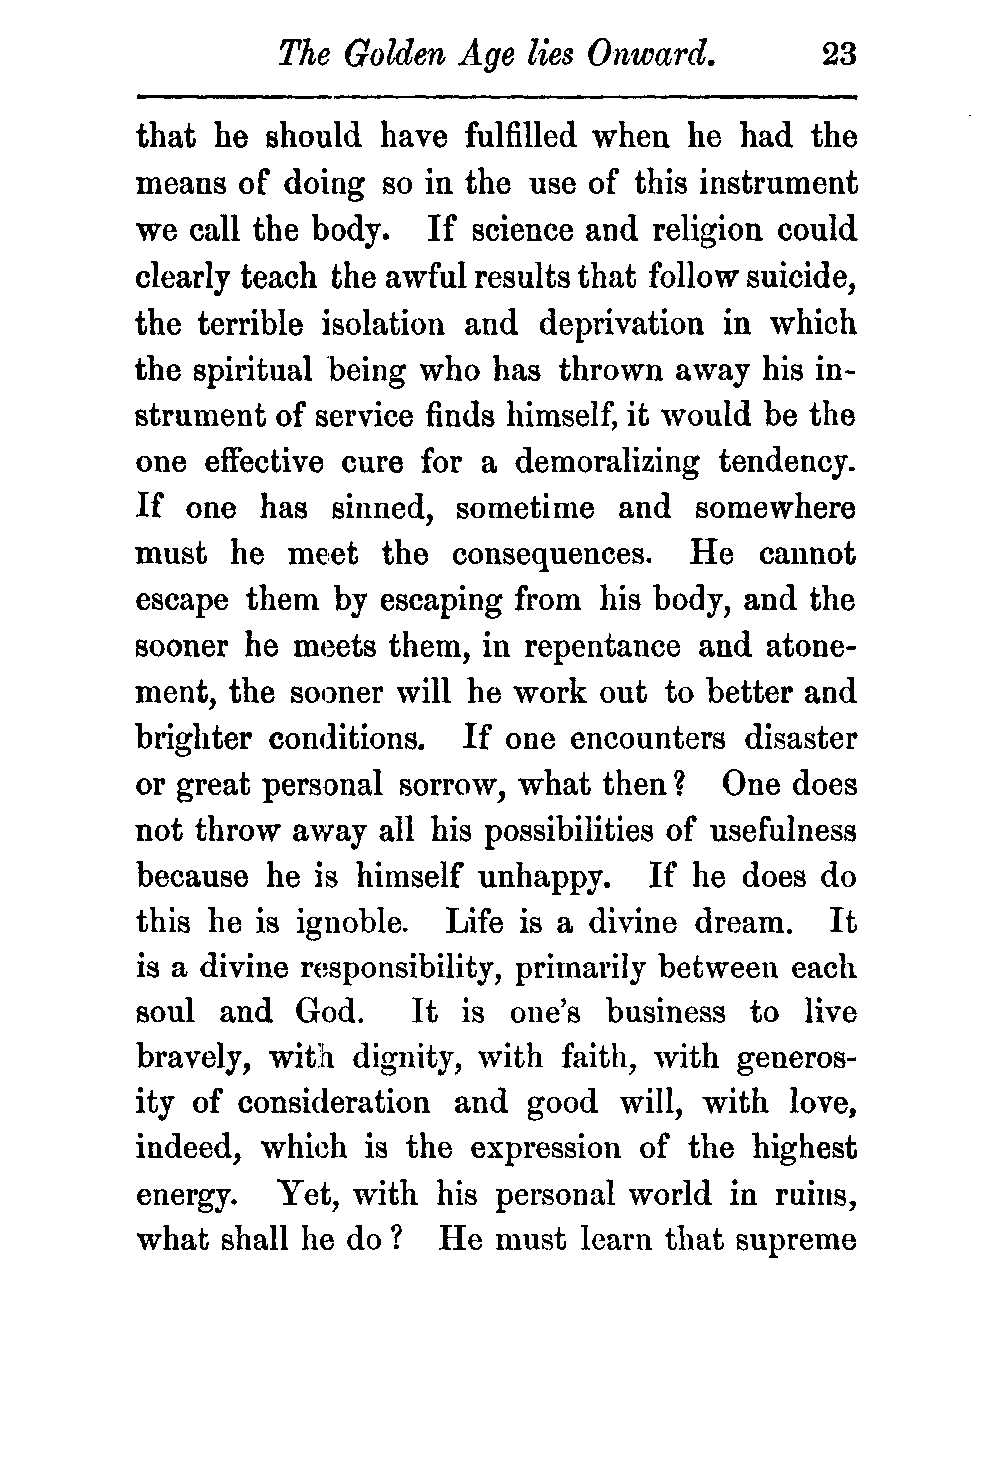 The Golden Age lies Onward. 23
that he should have fulfilled when he had the
means of doing so in the use of this instrument
we call the body. If science and religion could
clearly teach the awful results that follow suicide,
the terrible isolation and deprivation in which
the spiritual being who has thrown away his in-
strument of service finds himself, it would be the
one effective cure for a demoralizing tendency.
If one has sinned, sometime and somewhere
must he meet the consequences. He cannot
escape them by escaping from his body, and the
sooner he meets them, in repentance and atone-
ment, the sooner will he work out to better and
brighter conditions. If one encounters disaster
or great personal sorrow, what then? One does
not throw away all his possibilities of usefulness
because he is himself unhappy. If he does do
this he is ignoble. Life is a divine dream. It
is a divine responsibility, primarily between each
soul and God. It is one's business to live
bravely, with dignity, with faith, with generos-
ity of consideration and good will, with love,
indeed, which is the expression of the highest
energy. Yet, with his personal world in ruins,
what shall he do? He must learn that supreme